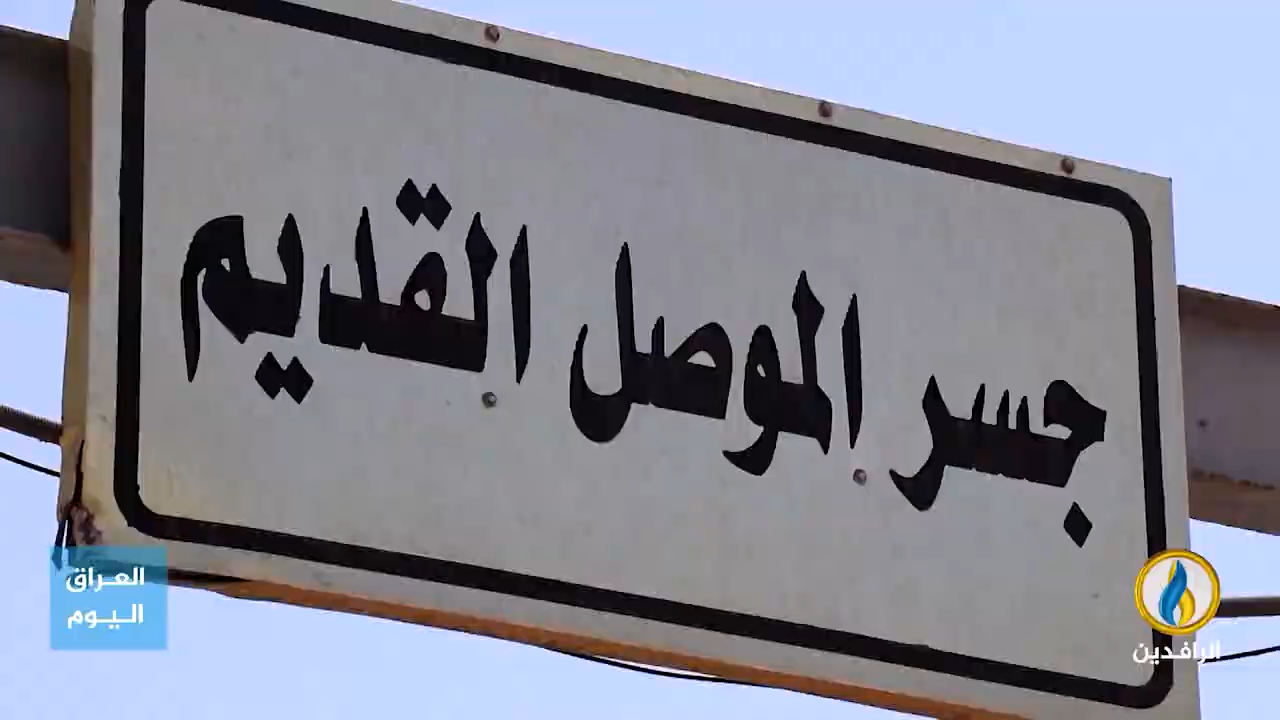 جسر الموصل القديم
العراق
اليوم
الرافدين